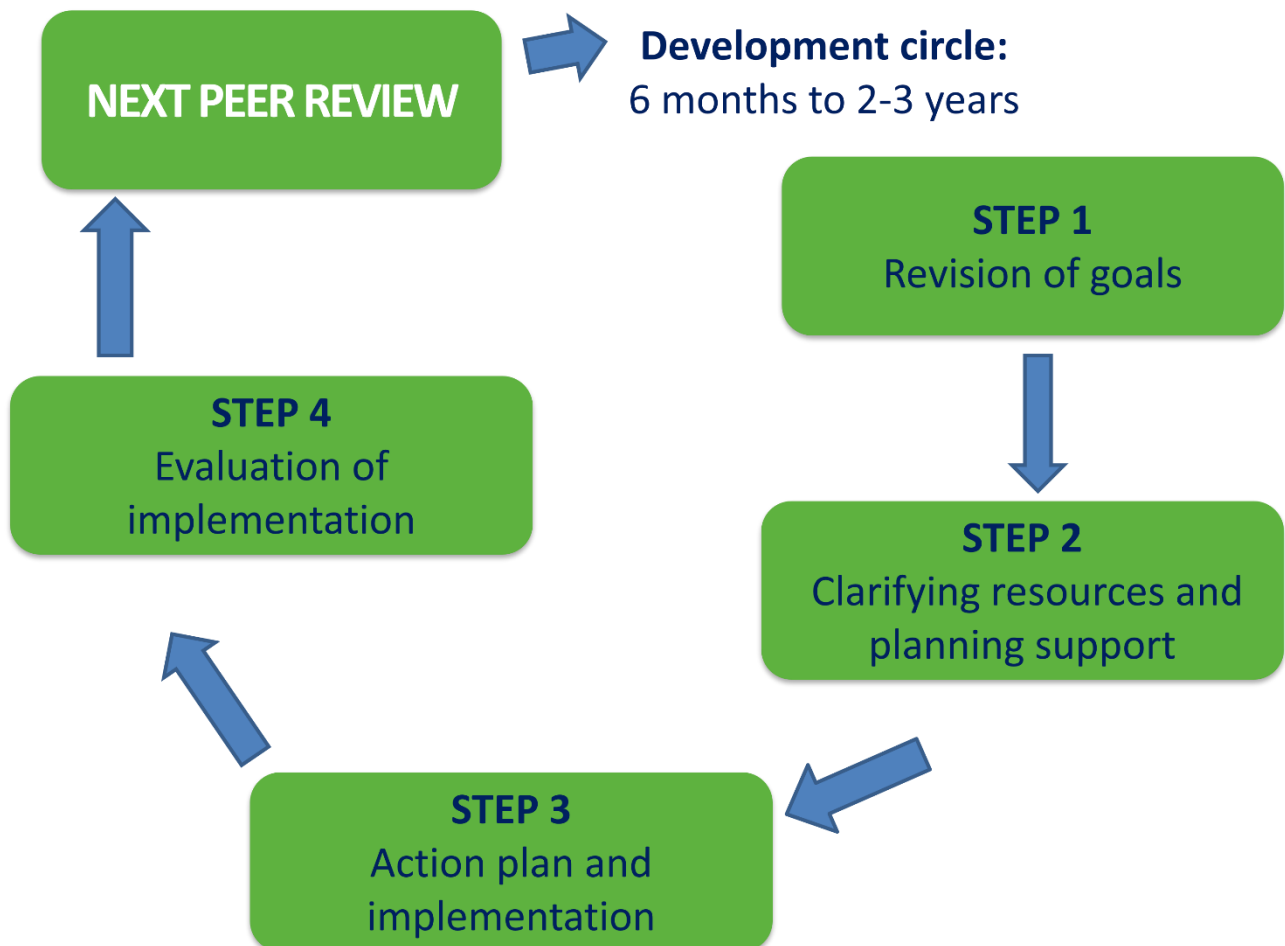 NEXT PEER REVIEW
Development circle:
6 months to 2-3 years
STEP 1
Revision of goals
STEP 2
Clarifying resources and
planning support
STEP 3
Action plan and
implementation
STEP 4
Evaluation of
implementation